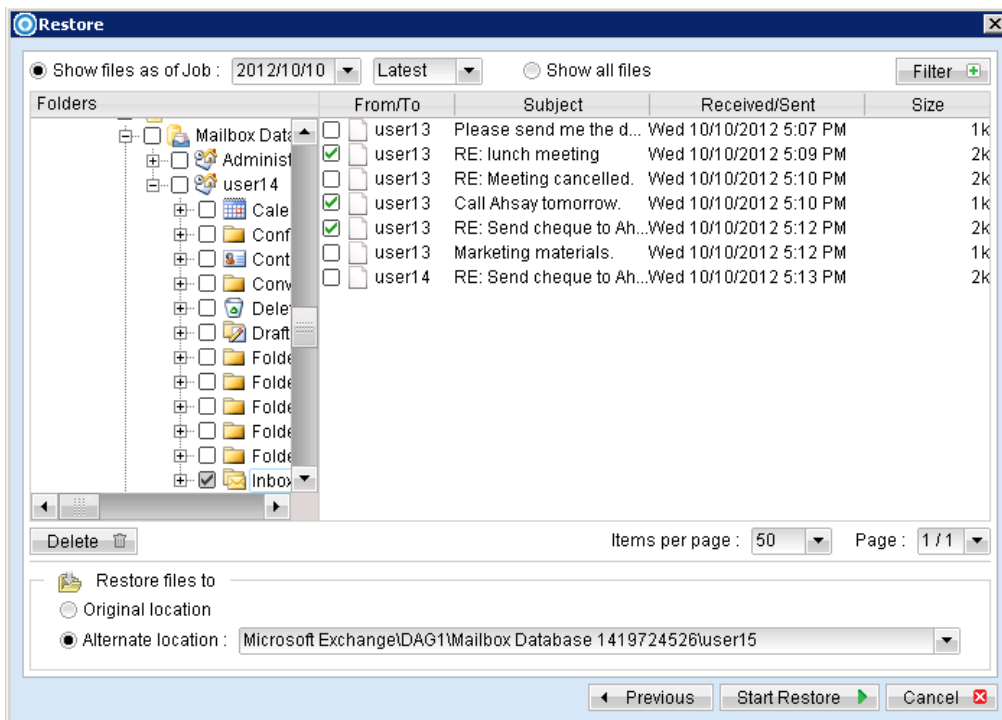 Restore
Show files as of Job : 2012/10/10 Latest Show all files Filter
Folders From/To Subject Received/Sent Size
Mailbox Data
Administ
user14
Cale
Conf
Cont
Conv
Dele
Draft
Folde
Folde
Folde
Folde
Folde
Inbox
user13 Please send me the d... Wed 10/10/2012 5:07 PM 1k
user13 RE: lunch meeting Wed 10/10/2012 5:09 PM 2k
user13 RE: Meeting cancelled. Wed 10/10/2012 5:10 PM 2k
user13 Call Ahsay tomorrow. Wed 10/10/2012 5:10 PM 1k
user13 RE: Send cheque to Ah...Wed 10/10/2012 5:12 PM 2k
user13 Marketing materials. Wed 10/10/2012 5:12 PM 1k
user14 RE: Send cheque to Ah...Wed 10/10/2012 5:13 PM 2k
Delete Items per page : 50 Page : 1 / 1
Restore files to
Original location
Alternate location : Microsoft Exchange\DAG1\Mailbox Database 1419724526\user15
Previous Start Restore Cancel